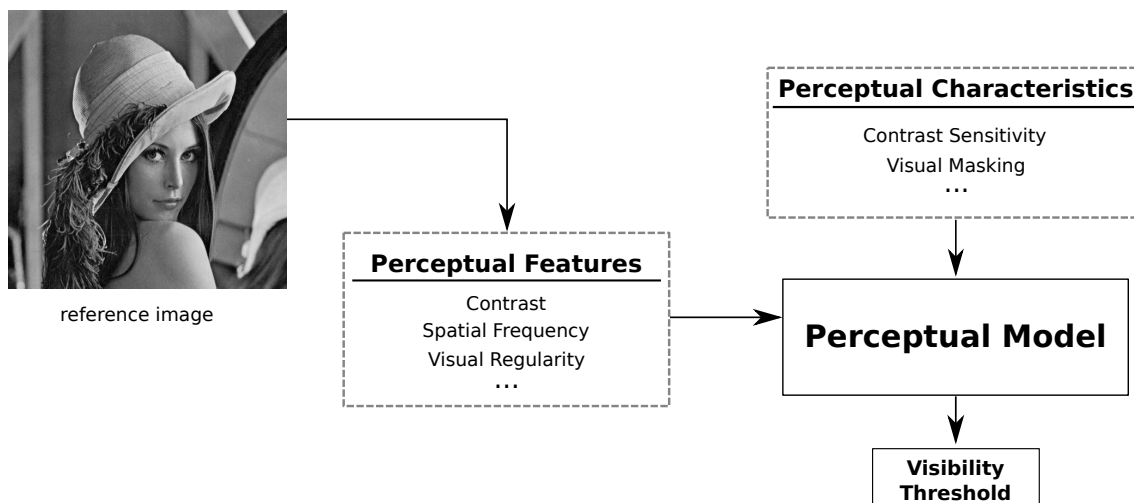 reference image
Perceptual Features
Contrast
Spatial Frequency
Visual Regularity
...
Perceptual Characteristics
Contrast Sensitivity
Visual Masking
...
Perceptual Model
Visibility
Threshold